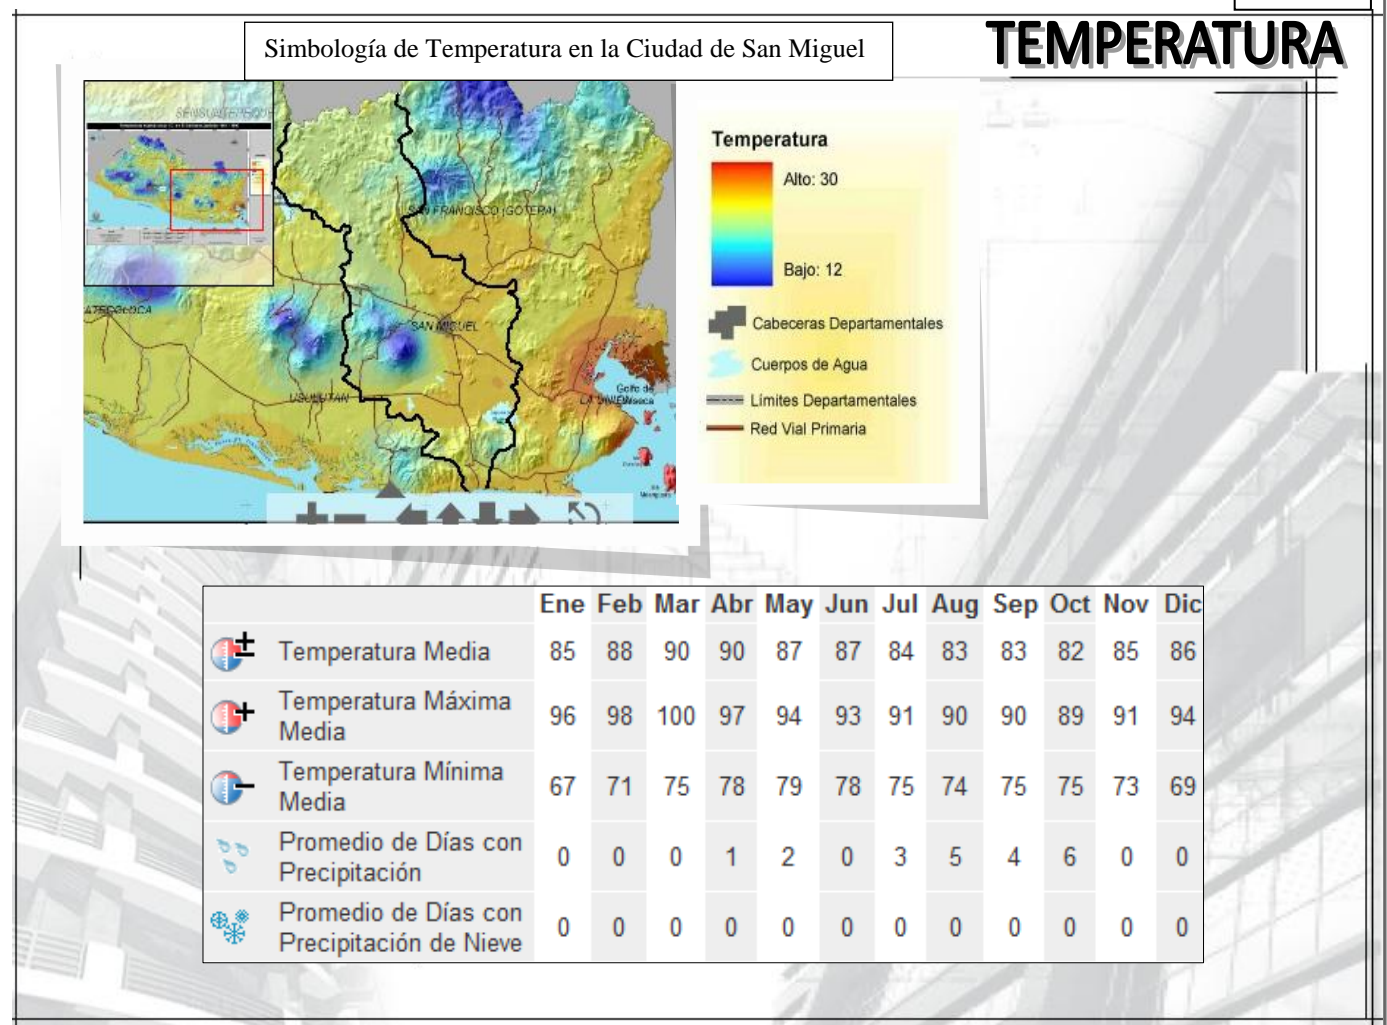 TEMPERATURA
Simbología de Temperatura en la Ciudad de San Miguel
SENSUNTEPEQUE
SAN FRANCISCO (GOTERA)
SAN MIGUEL
USULUTAN
LA UNION
Golfo de
Fonseca
Temperatura
Alto: 30
Bajo: 12
Cabeceras Departamentales
Cuerpos de Agua
Límites Departamentales
Red Vial Primaria
Ene Feb Mar Abr May Jun Jul Aug Sep Oct Nov Dic
Temperatura Media 85 88 90 90 87 87 84 83 83 82 85 86
Temperatura Máxima
Media 96 98 100 97 94 93 91 90 90 89 91 94
Temperatura Mínima
Media 67 71 75 78 79 78 75 74 75 75 73 69
Promedio de Días con
Precipitación 0 0 0 1 2 0 3 5 4 6 0 0
Promedio de Días con
Precipitación de Nieve 0 0 0 0 0 0 0 0 0 0 0 0